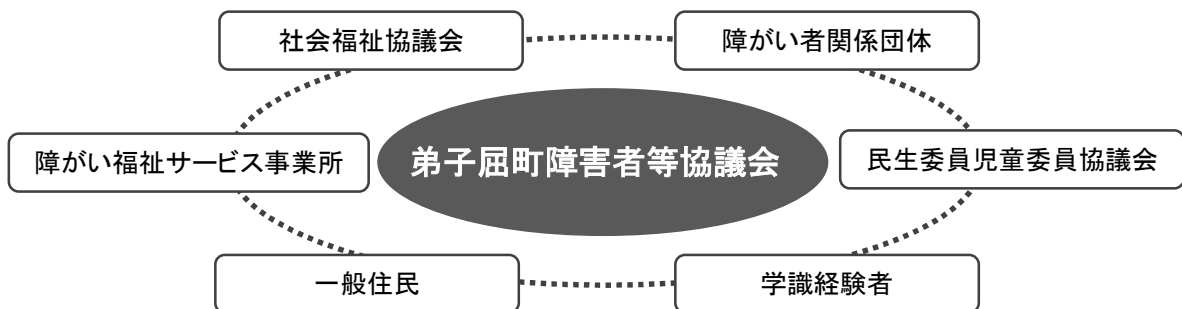 社会福祉協議会
障がい者関係団体
障がい福祉サービス事業所
弟子屈町障害者等協議会
民生委員児童委員協議会
一般住民
学識経験者